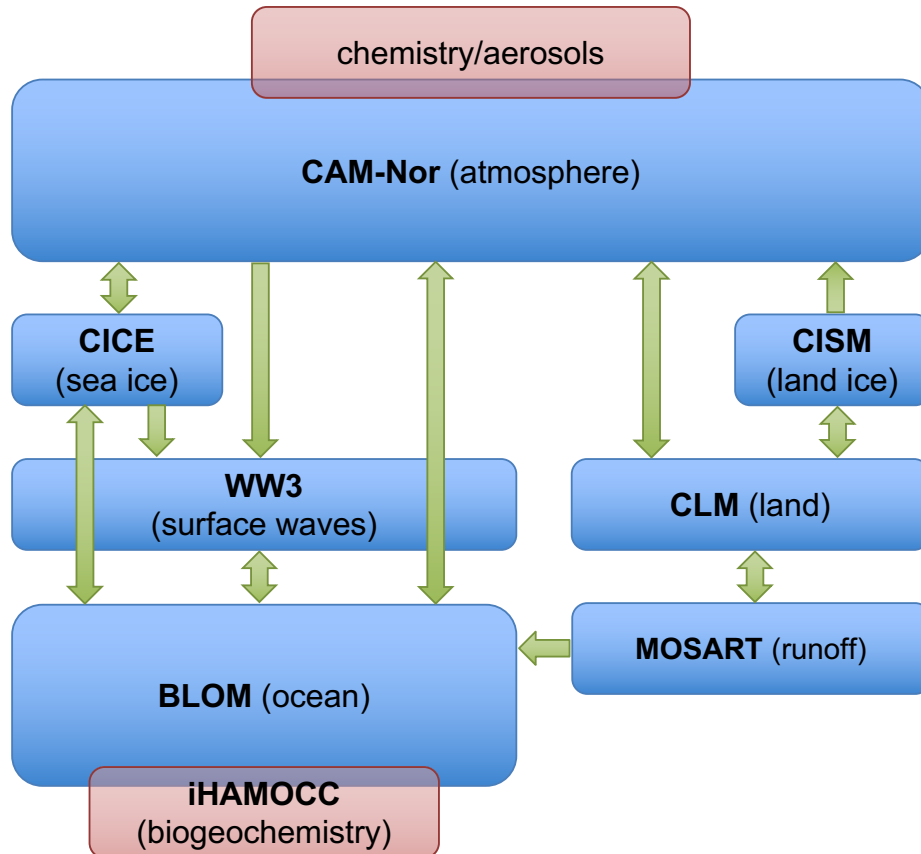 chemistry/aerosols
CAM-Nor (atmosphere)
CICE
(sea ice)
CISM
(land ice)
WW3
(surface waves)
CLM (land)
MOSART (runoff)
BLOM (ocean)
iHAMOCC
(biogeochemistry)